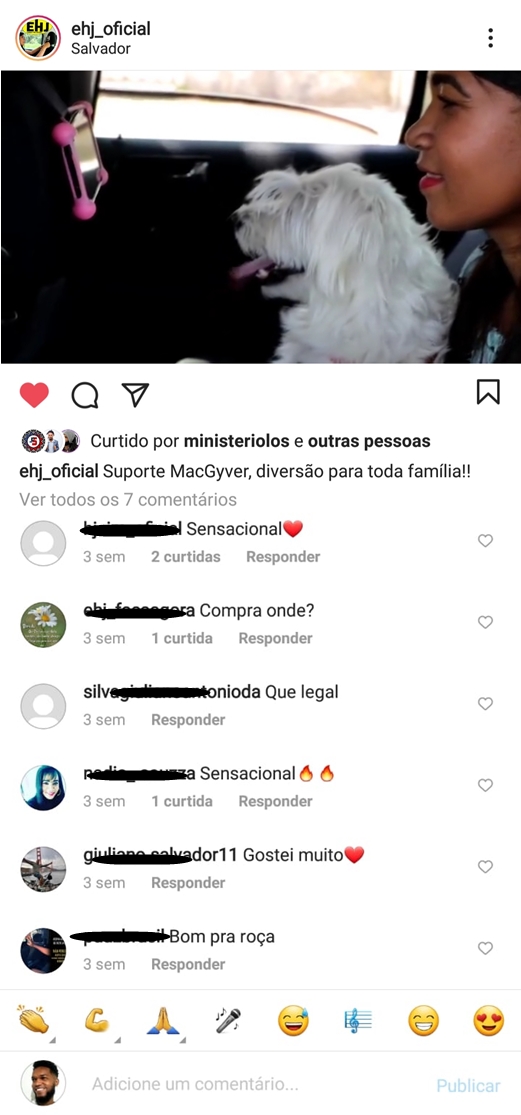 EHJ
ehj_oficial
Salvador
Curtido por ministeriolos e outras pessoas
ehj_oficial Suporte MacGyver, diversão para toda família!!
Ver todos os 7 comentários
Sensacional❤️
3 sem 2 curtidas Responder
Compra onde?
3 sem 1 curtida Responder
Que legal
3 sem Responder
Sensacional🔥🔥
3 sem 1 curtida Responder
Gostei muito❤️
3 sem Responder
Bom pra roça
3 sem Responder
Adicione um comentário... Publicar